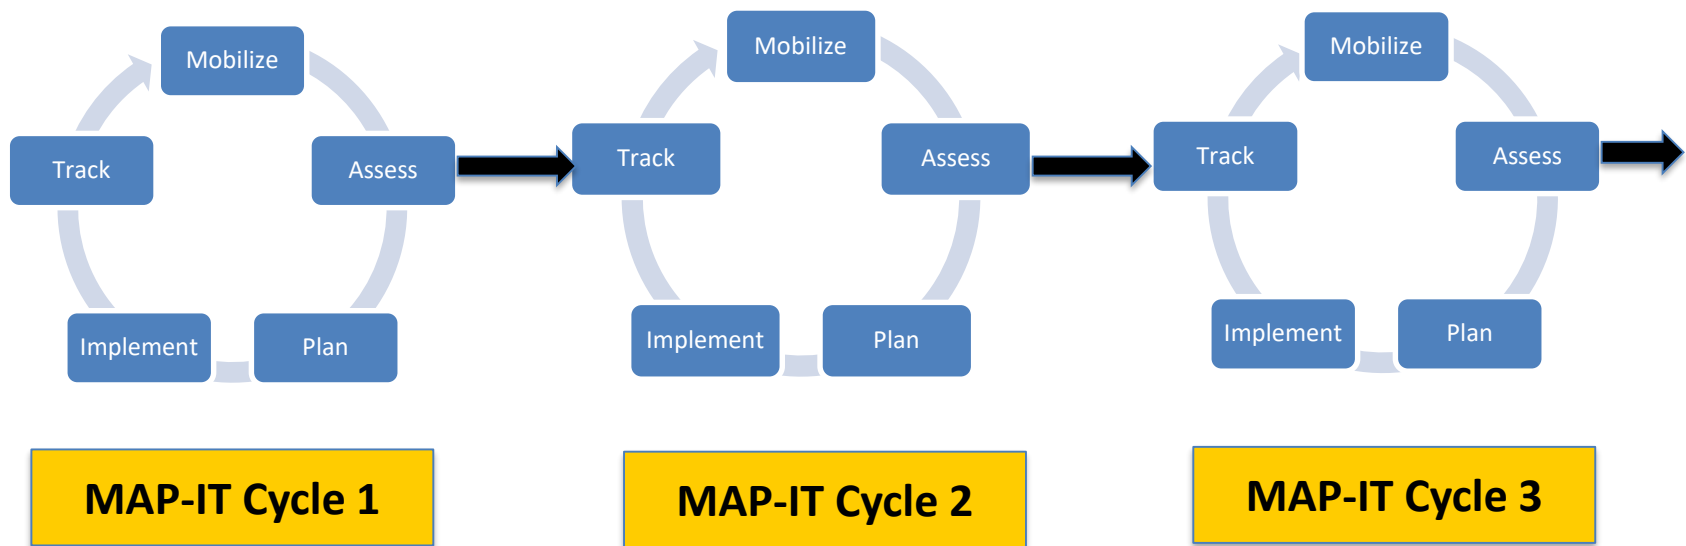 Mobilize
Track
Assess
Implement
Plan
MAP-IT Cycle 1
Mobilize
Track
Assess
Implement
Plan
MAP-IT Cycle 2
Mobilize
Track
Assess
Implement
Plan
MAP-IT Cycle 3